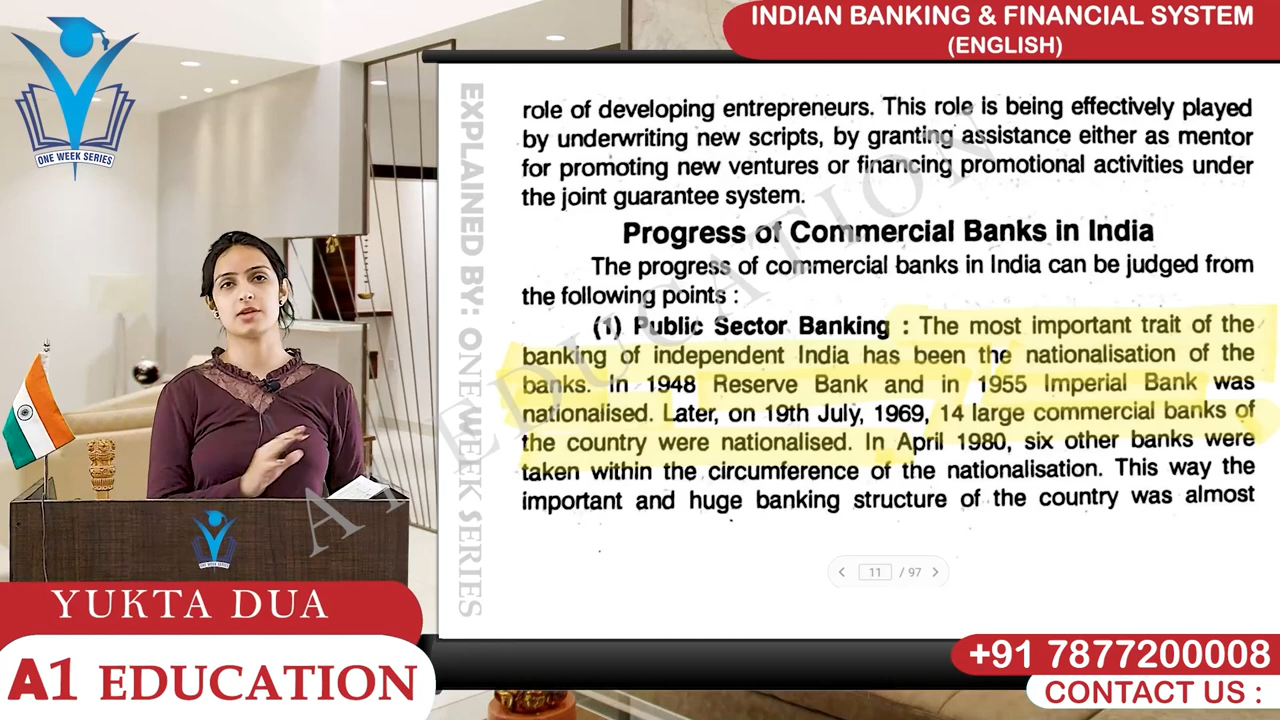 INDIAN BANKING & FINANCIAL SYSTEM
(ENGLISH)
ONE WEEK SERIES
EXPLAINED BY: ONE WEEK SERIES
A1 EDUCATION
role of developing entrepreneurs. This role is being effectively played
by underwriting new scripts, by granting assistance either as mentor
for promoting new ventures or financing promotional activities under
the joint guarantee system.
Progress of Commercial Banks in India
The progress of commercial banks in India can be judged from
the following points :
(1) Public Sector Banking : The most important trait of the
banking of independent India has been the nationalisation of the
banks. In 1948 Reserve Bank and in 1955 Imperial Bank was
nationalised. Later, on 19th July, 1969, 14 large commercial banks of
the country were nationalised. In April 1980, six other banks were
taken within the circumference of the nationalisation. This way the
important and huge banking structure of the country was almost
11 / 97
ONE WEEK SERIES
YUKTA DUA
A1 EDUCATION
+91 7877200008
CONTACT US :